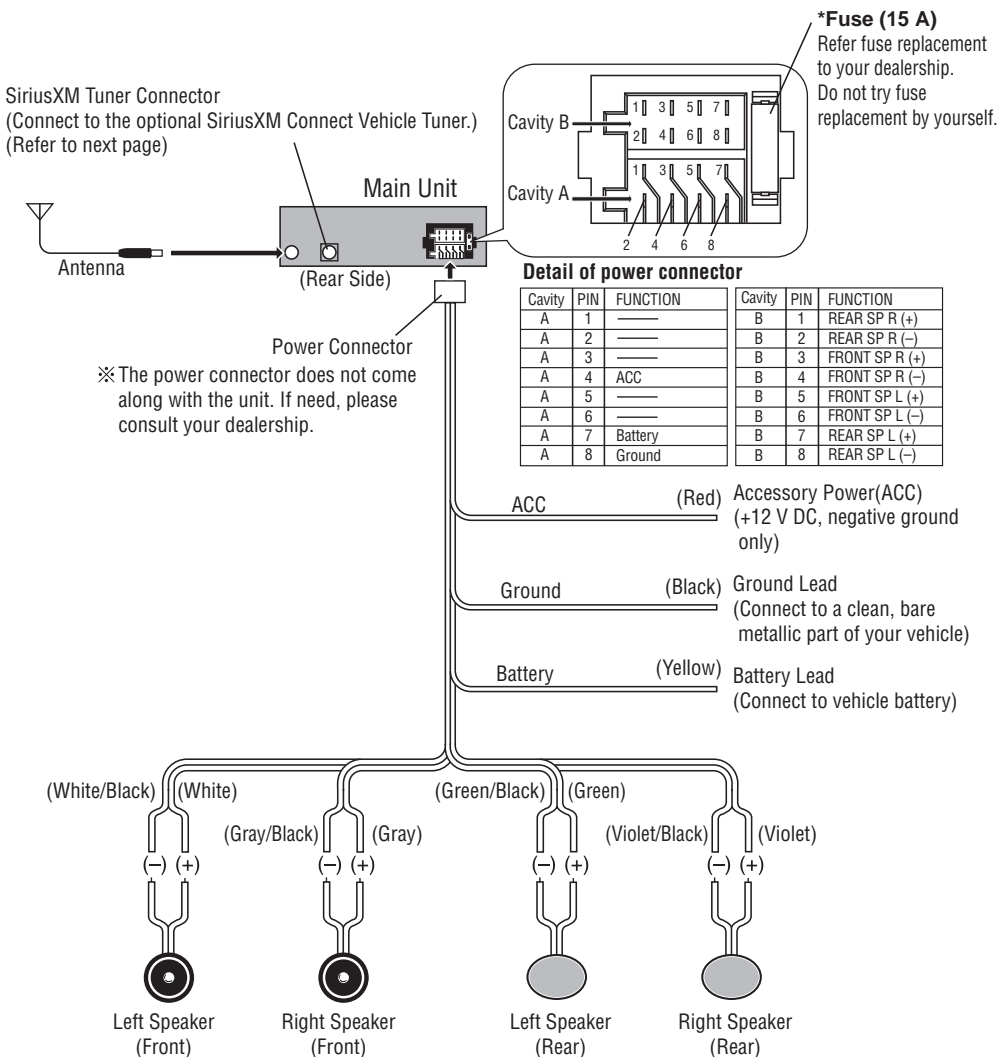 *Fuse (15 A)
Refer fuse replacement
to your dealership.
Do not try fuse
replacement by yourself.
SiriusXM Tuner Connector
(Connect to the optional SiriusXM Connect Vehicle Tuner.)
(Refer to next page)
Cavity B
1 3 5 7
2 4 6 8
Cavity A
1 3 5 7
2 4 6 8
Main Unit
Antenna
(Rear Side)
Power Connector
※ The power connector does not come
along with the unit. If need, please
consult your dealership.
Detail of power connector
Cavity PIN FUNCTION Cavity PIN FUNCTION
A 1 —— B 1 REAR SP R (+)
A 2 —— B 2 REAR SP R (–)
A 3 —— B 3 FRONT SP R (+)
A 4 ACC B 4 FRONT SP R (–)
A 5 —— B 5 FRONT SP L (+)
A 6 —— B 6 FRONT SP L (–)
A 7 Battery B 7 REAR SP L (+)
A 8 Ground B 8 REAR SP L (–)
ACC (Red) Accessory Power(ACC)
(+12 V DC, negative ground
only)
Ground (Black) Ground Lead
(Connect to a clean, bare
metallic part of your vehicle)
Battery (Yellow) Battery Lead
(Connect to vehicle battery)
(White/Black) (White) (Green/Black) (Green)
(Gray/Black) (Gray) (Violet/Black) (Violet)
(–) (+) (–) (+) (–) (+) (–) (+)
Left Speaker Right Speaker Left Speaker Right Speaker
(Front) (Front) (Rear) (Rear)